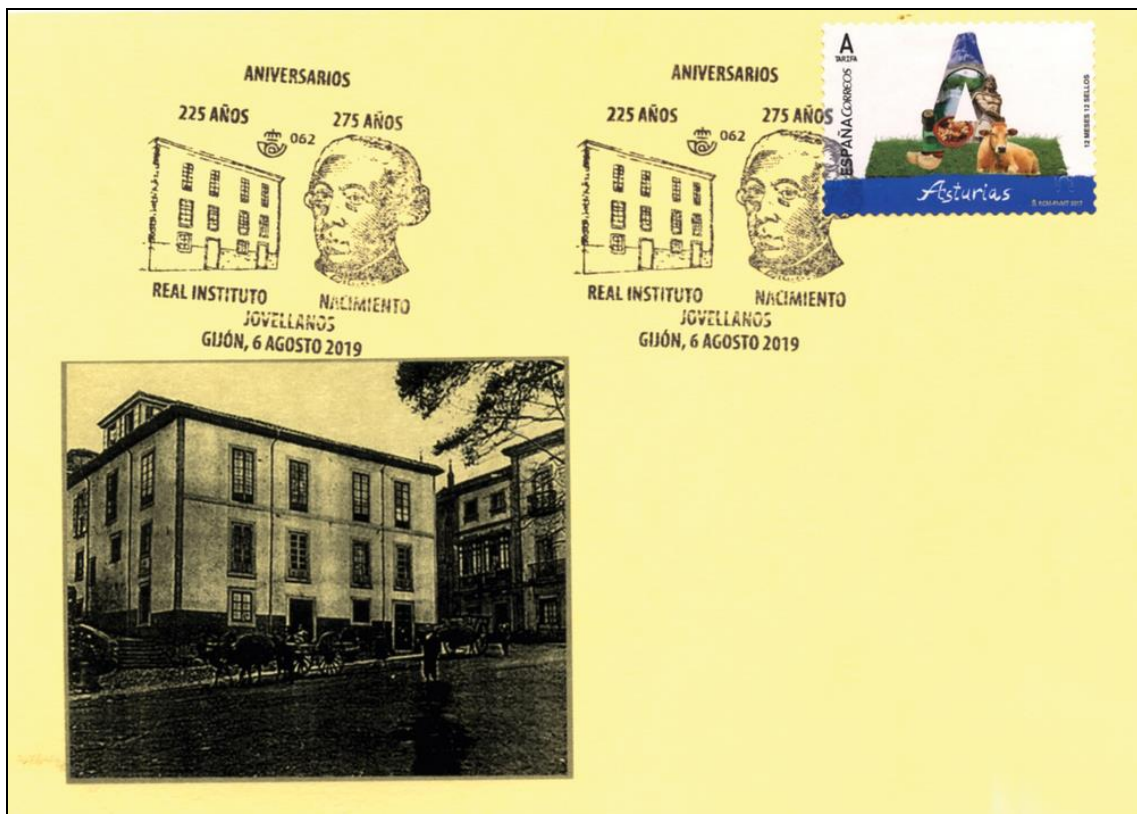 ANIVERSARIOS
225 AÑOS
275 AÑOS
062
REAL INSTITUTO
NACIMIENTO
JOVELLANOS
GIJÓN, 6 AGOSTO 2019
ANIVERSARIOS
225 AÑOS
275 AÑOS
062
REAL INSTITUTO
NACIMIENTO
JOVELLANOS
GIJÓN, 6 AGOSTO 2019
A
TARIFA
ESPAÑA CORREOS
12 MESES 12 SELLOS
Asturias